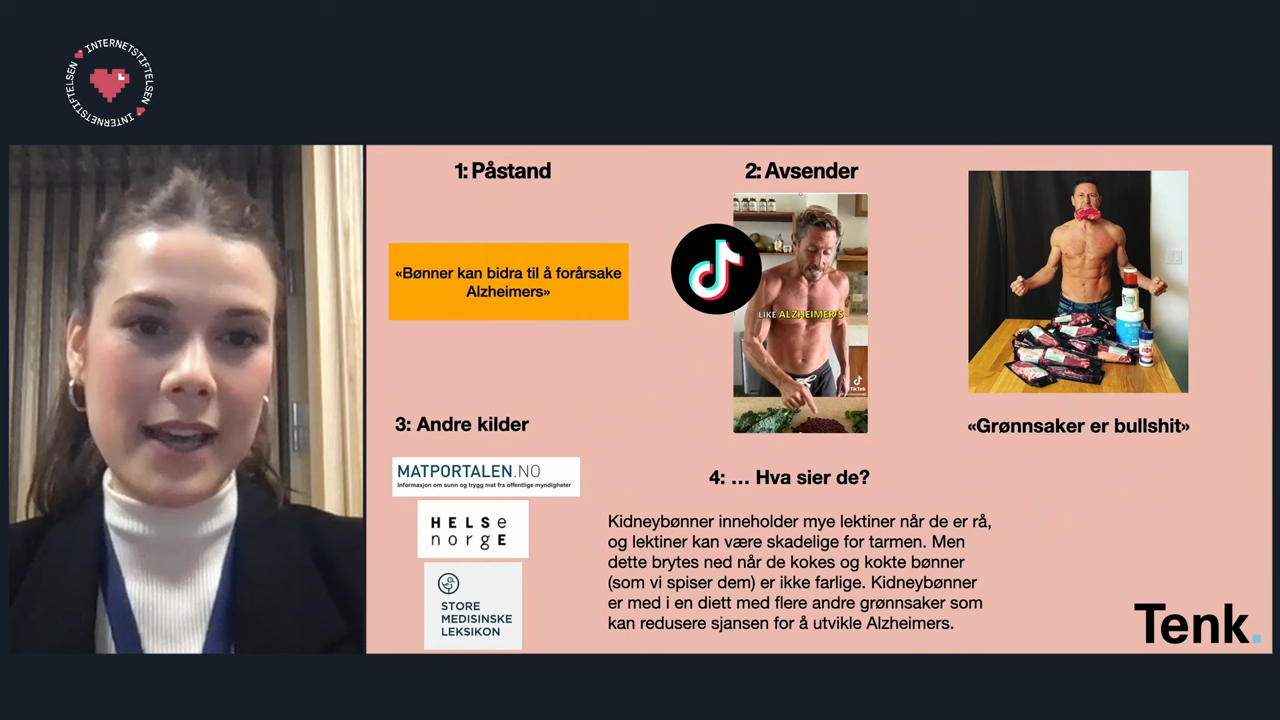 INTERNETSTIFTELSEN
INTERNETSTIFTELSEN
1: Påstand
«Bønner kan bidra til å forårsake
Alzheimers»
2: Avsender
LIKE ALZHEIMER'S
TikTok
«Grønnsaker er bullshit»
3: Andre kilder
MATPORTALEN.NO
Informasjon om sunn og trygg mat fra offentlige myndigheter
HELSe
norgE
STORE
MEDISINSKE
LEKSIKON
4: ... Hva sier de?
Kidneybønner inneholder mye lektiner når de er rå,
og lektiner kan være skadelige for tarmen. Men
dette brytes ned når de kokes og kokte bønner
(som vi spiser dem) er ikke farlige. Kidneybønner
er med i en diett med flere andre grønnsaker som
kan redusere sjansen for å utvikle Alzheimers.
Tenk.